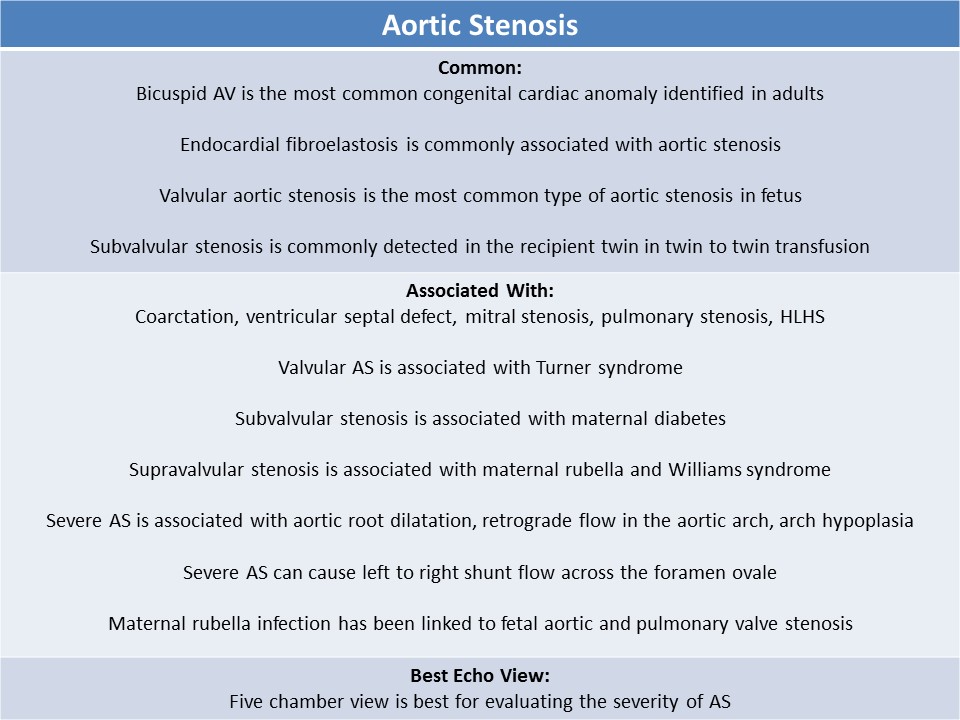 Aortic Stenosis
Common:
Bicuspid AV is the most common congenital cardiac anomaly identified in adults
Endocardial fibroelastosis is commonly associated with aortic stenosis
Valvular aortic stenosis is the most common type of aortic stenosis in fetus
Subvalvular stenosis is commonly detected in the recipient twin in twin to twin transfusion
Associated With:
Coarctation, ventricular septal defect, mitral stenosis, pulmonary stenosis, HLHS
Valvular AS is associated with Turner syndrome
Subvalvular stenosis is associated with maternal diabetes
Supravalvular stenosis is associated with maternal rubella and Williams syndrome
Severe AS is associated with aortic root dilatation, retrograde flow in the aortic arch, arch hypoplasia
Severe AS can cause left to right shunt flow across the foramen ovale
Maternal rubella infection has been linked to fetal aortic and pulmonary valve stenosis
Best Echo View:
Five chamber view is best for evaluating the severity of AS